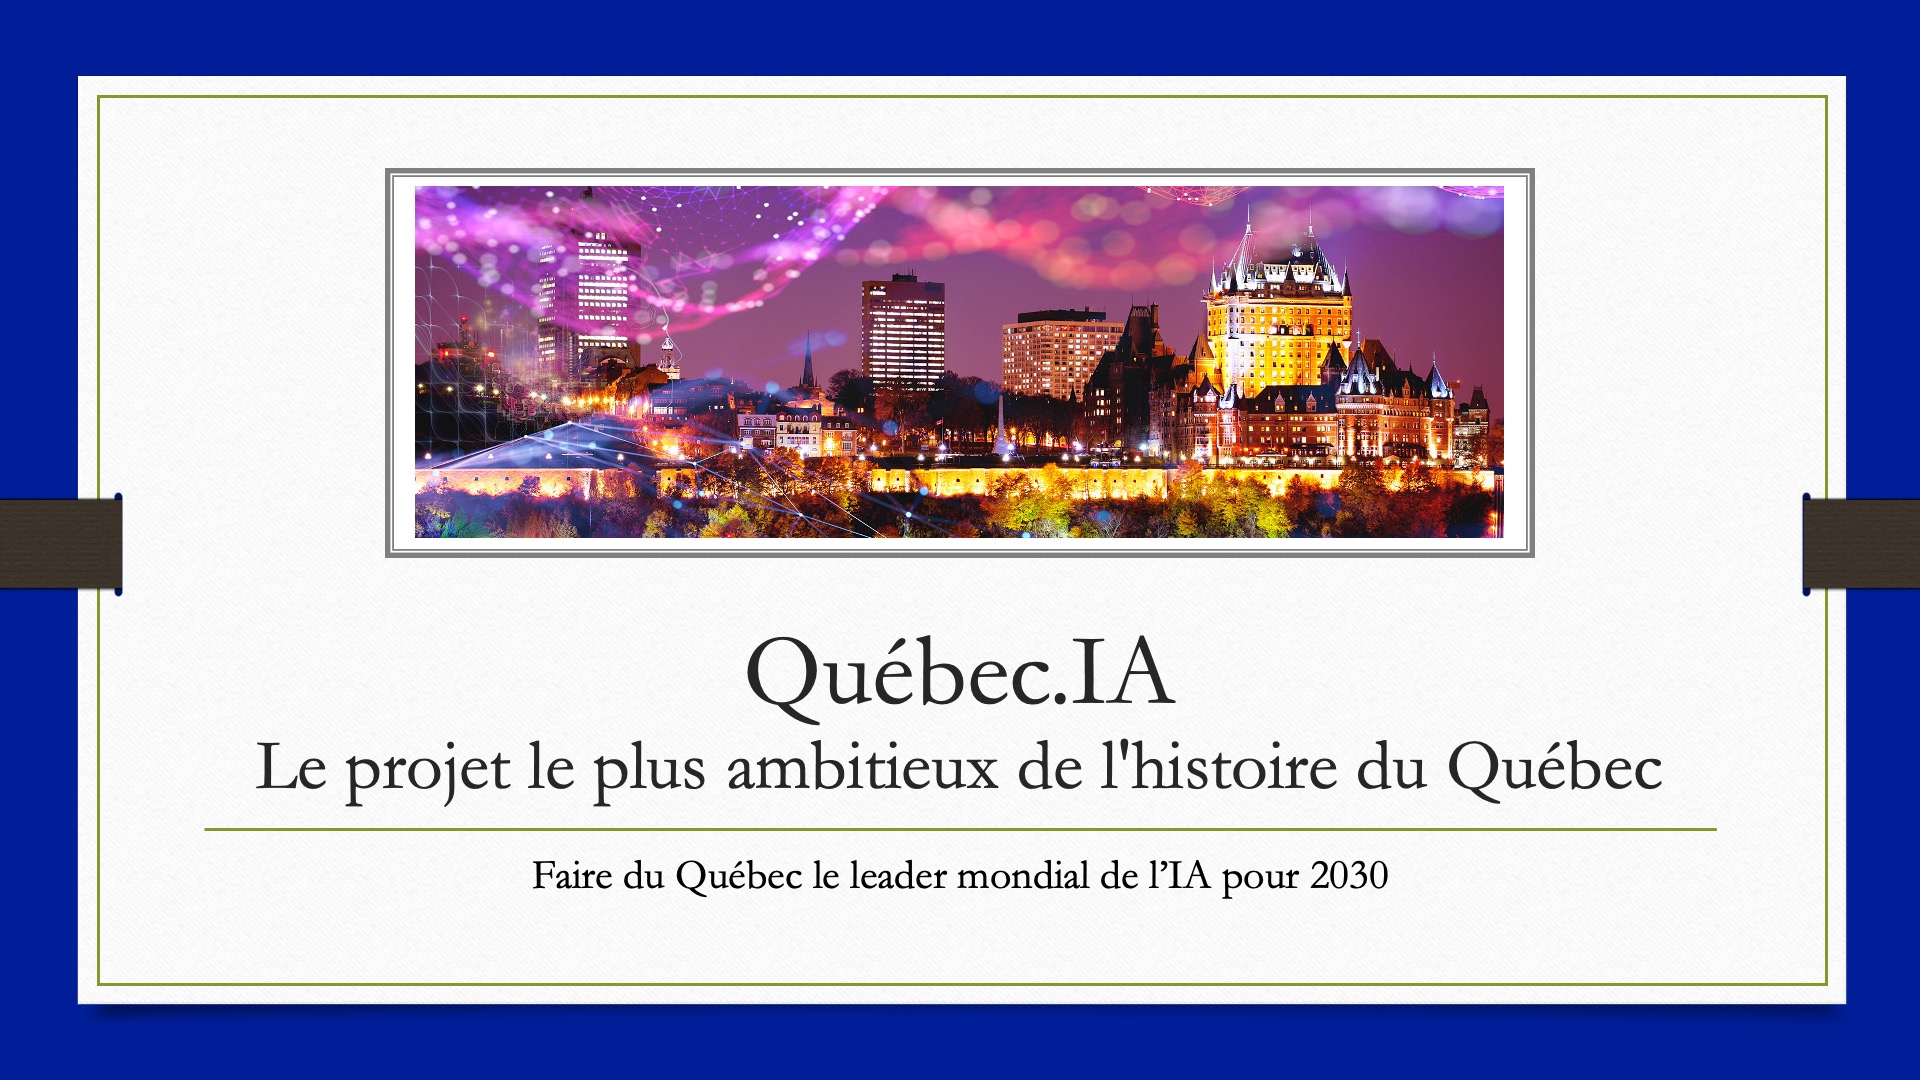 Québec.IA
Le projet le plus ambitieux de l'histoire du Québec
Faire du Québec le leader mondial de l’IA pour 2030